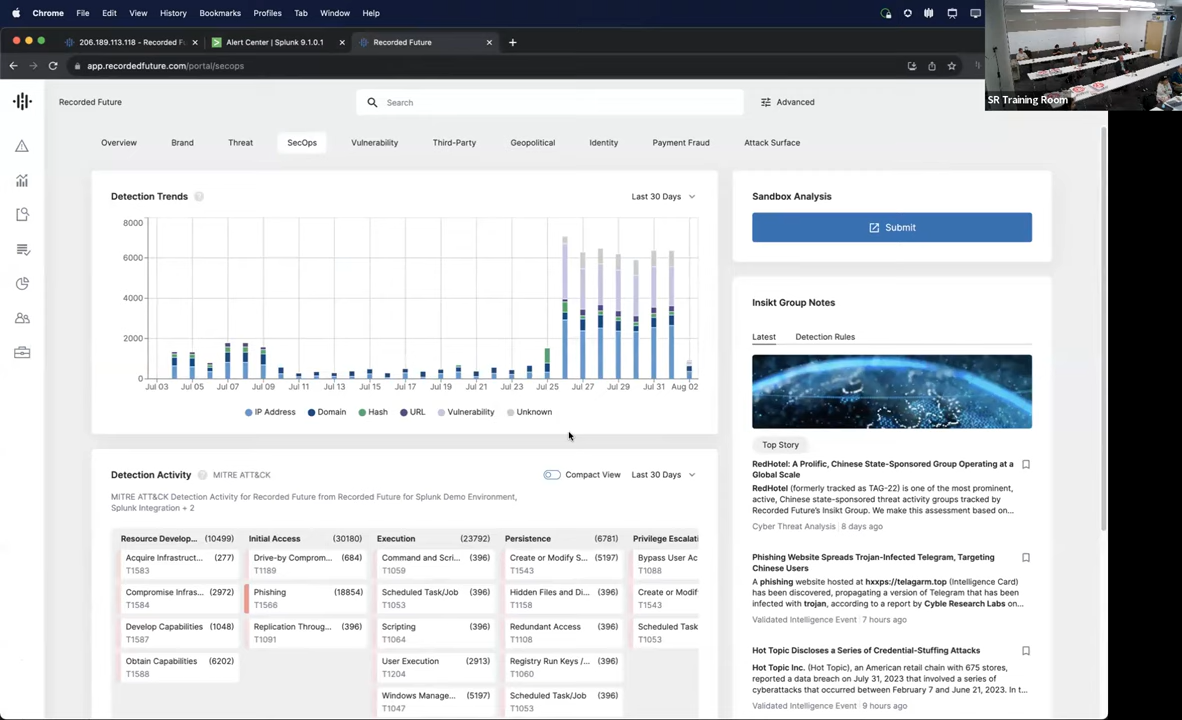 Chrome File Edit View History Bookmarks Profiles Tab Window Help
206.189.113.118 - Recorded Fu
Alert Center | Splunk 9.1.0.1
Recorded Future
app.recordedfuture.com/portal/secops
SR Training Room
Recorded Future
Search
Advanced
Overview Brand Threat SecOps Vulnerability Third-Party Geopolitical Identity Payment Fraud Attack Surface
Detection Trends
Last 30 Days
8000
6000
4000
2000
0
Jul 03 Jul 05 Jul 07 Jul 09 Jul 11 Jul 13 Jul 15 Jul 17 Jul 19 Jul 21 Jul 23 Jul 25 Jul 27 Jul 29 Jul 31 Aug 02
IP Address Domain Hash URL Vulnerability Unknown
Detection Activity MITRE ATT&CK
Compact View Last 30 Days
MITRE ATT&CK Detection Activity for Recorded Future from Recorded Future for Splunk Demo Environment,
Splunk Integration + 2
Resource Develop... (10499)
Acquire Infrastruct... (277)
T1583
Compromise Infras... (2972)
T1584
Develop Capabilities (1048)
T1587
Obtain Capabilities (6202)
T1588
Initial Access (30180)
Drive-by Comprom... (684)
T1189
Phishing (18854)
T1566
Replication Throug... (396)
T1091
Execution (23792)
Command and Scri... (396)
T1059
Scheduled Task/Job (396)
T1053
Scripting (396)
T1064
User Execution (2913)
T1204
Windows Manage... (5197)
T1047
Persistence (6781)
Create or Modify S... (5197)
T1543
Hidden Files and Di... (396)
T1158
Redundant Access (396)
T1108
Registry Run Keys /... (396)
T1060
Scheduled Task/Job (396)
T1053
Privilege Escalati
Bypass User Ac
T1088
Create or Modif
T1543
Scheduled Task
T1053
Sandbox Analysis
Submit
Insikt Group Notes
Latest Detection Rules
Top Story
RedHotel: A Prolific, Chinese State-Sponsored Group Operating at a
Global Scale
RedHotel (formerly tracked as TAG-22) is one of the most prominent,
active, Chinese state-sponsored threat activity groups tracked by
Recorded Future's Insikt Group. We make this assessment based on...
Cyber Threat Analysis 8 days ago
Phishing Website Spreads Trojan-Infected Telegram, Targeting
Chinese Users
A phishing website hosted at hxxps://telagarm.top (Intelligence Card)
has been discovered, propagating a version of Telegram that has been
infected with trojan, according to a report by Cyble Research Labs on...
Validated Intelligence Event 7 hours ago
Hot Topic Discloses a Series of Credential-Stuffing Attacks
Hot Topic Inc. (Hot Topic), an American retail chain with 675 stores,
reported a data breach on July 31, 2023 that involved a series of
cyberattacks that occurred between February 7 and June 21, 2023. In t...
Validated Intelligence Event 9 hours ago